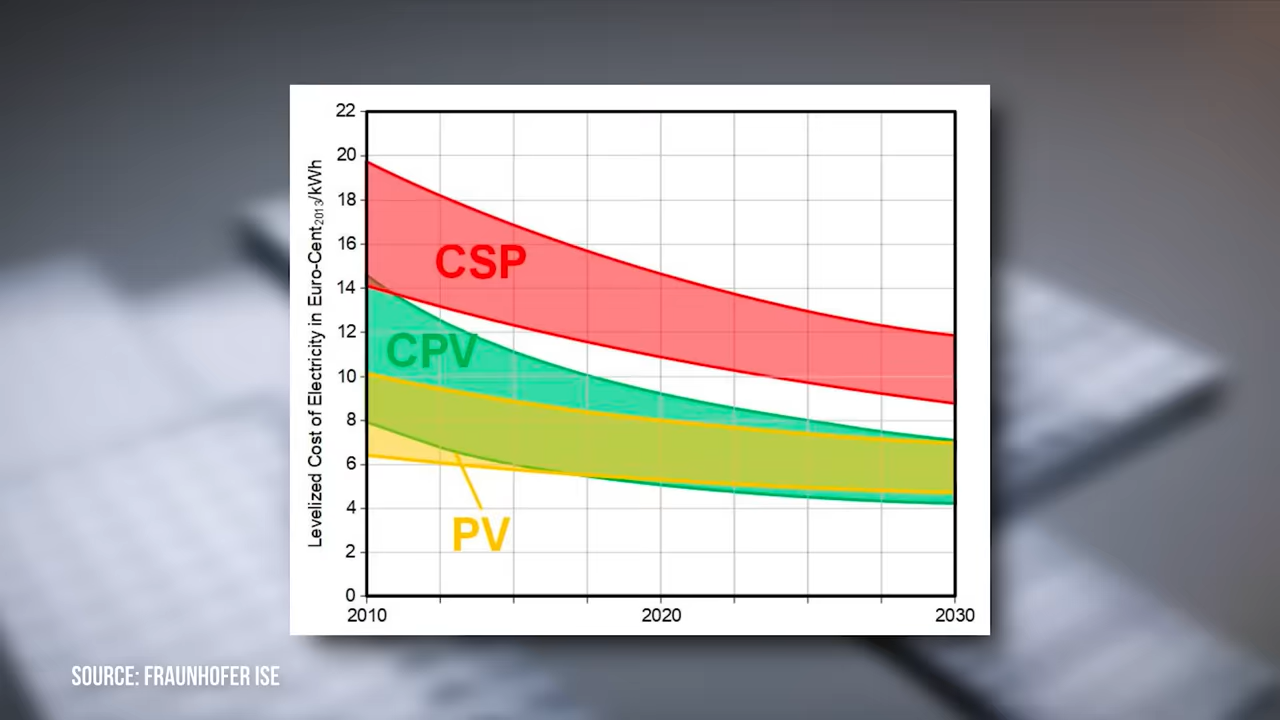 22
20
18
16
14
12
10
8
6
4
2
0
Levelized Cost of Electricity in Euro-Cent2013/kWh
CSP
CPV
PV
2010 2020 2030
SOURCE: FRAUNHOFER ISE